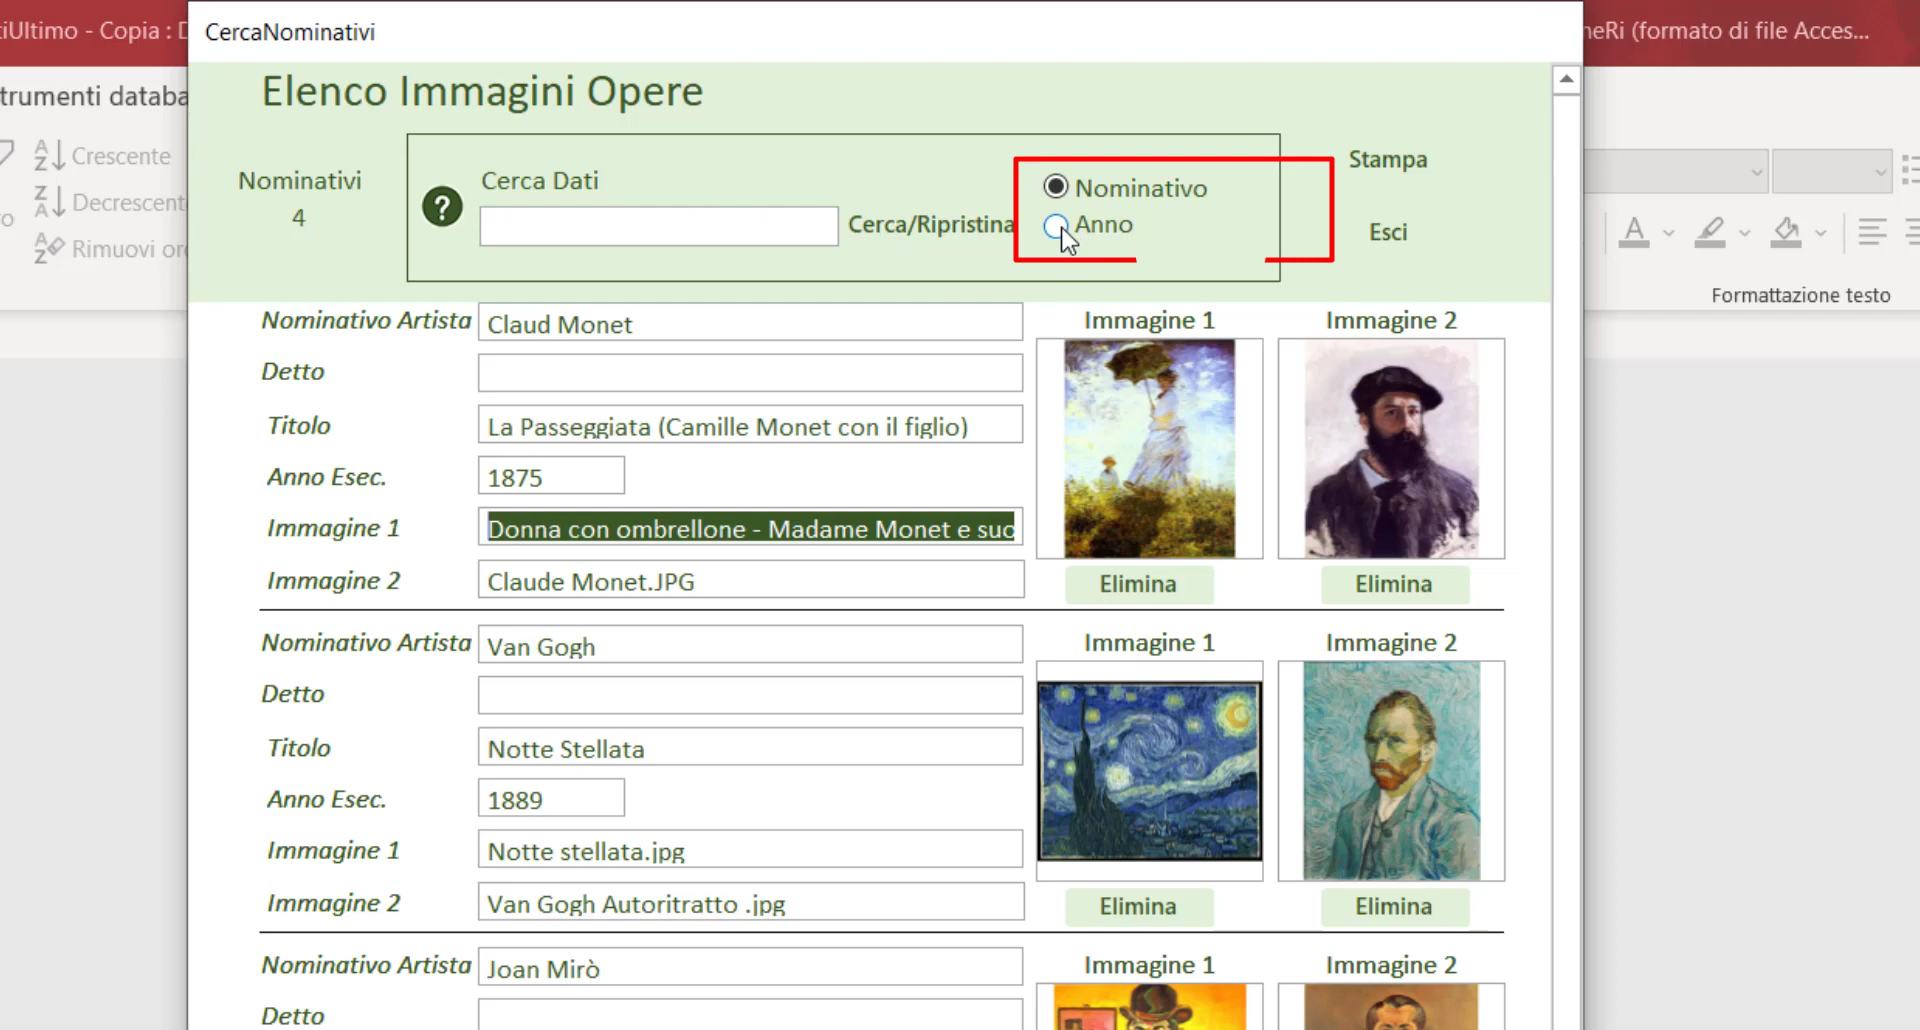 CercaNominativi
iUltimo - Copia :
neRi (formato di file Acces...
trumenti databa
Elenco Immagini Opere
Crescente
Decrescent
Rimuovi or
Nominativi
4
?
Cerca Dati
Cerca/Ripristina
Nominativo
Anno
Stampa
Esci
Formattazione testo
Nominativo Artista
Claud Monet
Immagine 1
Immagine 2
Detto
Titolo
La Passeggiata (Camille Monet con il figlio)
Anno Esec.
1875
Immagine 1
Donna con ombrellone - Madame Monet e suo
Immagine 2
Claude Monet.JPG
Elimina
Elimina
Nominativo Artista
Van Gogh
Immagine 1
Immagine 2
Detto
Titolo
Notte Stellata
Anno Esec.
1889
Immagine 1
Notte stellata.jpg
Immagine 2
Van Gogh Autoritratto .jpg
Elimina
Elimina
Nominativo Artista
Joan Mirò
Immagine 1
Immagine 2
Detto